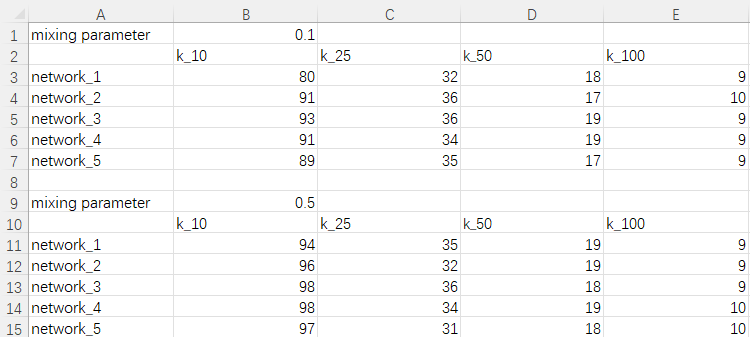 A B C D E
1 mixing parameter 0.1
2 k_10 k_25 k_50 k_100
3 network_1 80 32 18 9
4 network_2 91 36 17 10
5 network_3 93 36 19 9
6 network_4 91 34 19 9
7 network_5 89 35 17 9
8
9 mixing parameter 0.5
10 k_10 k_25 k_50 k_100
11 network_1 94 35 19 9
12 network_2 96 32 19 9
13 network_3 98 36 18 9
14 network_4 98 34 19 10
15 network_5 97 31 18 10